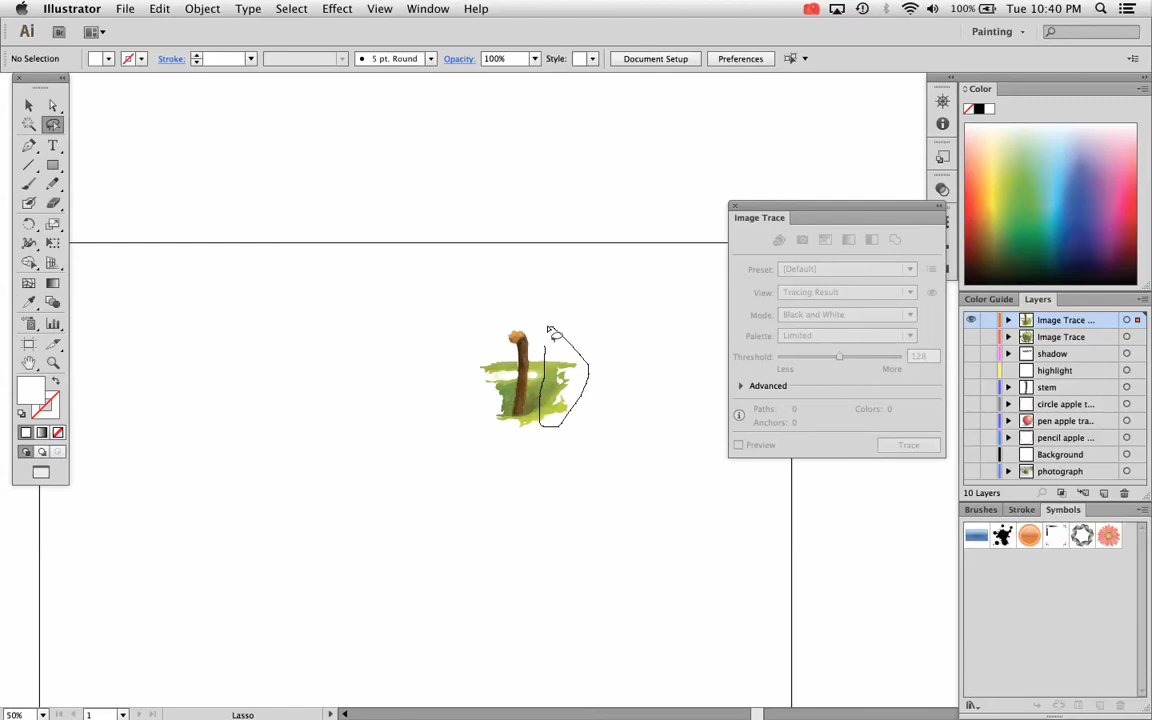 Illustrator File Edit Object Type Select Effect View Window Help 100% Tue 10:40 PM
Ai Br Painting
No Selection Stroke: 5 pt. Round Opacity: 100% Style: Document Setup Preferences
Color
Image Trace
Preset: [Default]
View: Tracing Result
Mode: Black and White
Palette: Limited
Threshold: 128
Less More
Advanced
Paths: 0 Colors: 0
Anchors: 0
Preview Trace
Color Guide Layers
Image Trace ...
Image Trace
shadow
highlight
stem
circle apple t...
pen apple tra...
pencil apple ...
Background
photograph
10 Layers
Brushes Stroke Symbols
50% 1 Lasso